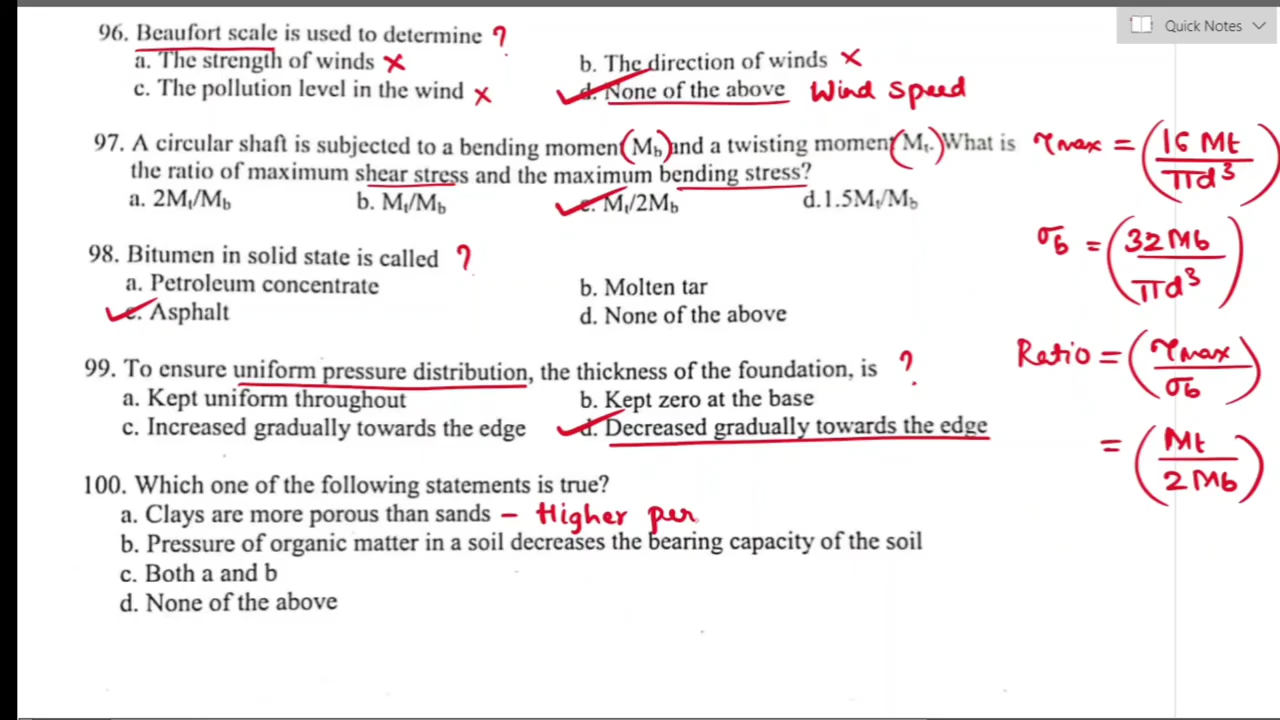 Quick Notes
96. Beaufort scale is used to determine ?
a. The strength of winds ×
b. The direction of winds ×
c. The pollution level in the wind ×
d. None of the above Wind Speed
97. A circular shaft is subjected to a bending moment (Mb) and a twisting moment (Mt.) What is
the ratio of maximum shear stress and the maximum bending stress?
a. 2Mt/Mb
b. Mt/Mb
c. Mt/2Mb
d.1.5Mt/Mb
τmax = (16 Mt / πd³)
σb = (32 Mb / πd³)
Ratio = (τmax / σb)
= (Mt / 2 Mb)
98. Bitumen in solid state is called ?
a. Petroleum concentrate
b. Molten tar
c. Asphalt
d. None of the above
99. To ensure uniform pressure distribution, the thickness of the foundation, is ?
a. Kept uniform throughout
b. Kept zero at the base
c. Increased gradually towards the edge
d. Decreased gradually towards the edge
100. Which one of the following statements is true?
a. Clays are more porous than sands – Higher per
b. Pressure of organic matter in a soil decreases the bearing capacity of the soil
c. Both a and b
d. None of the above